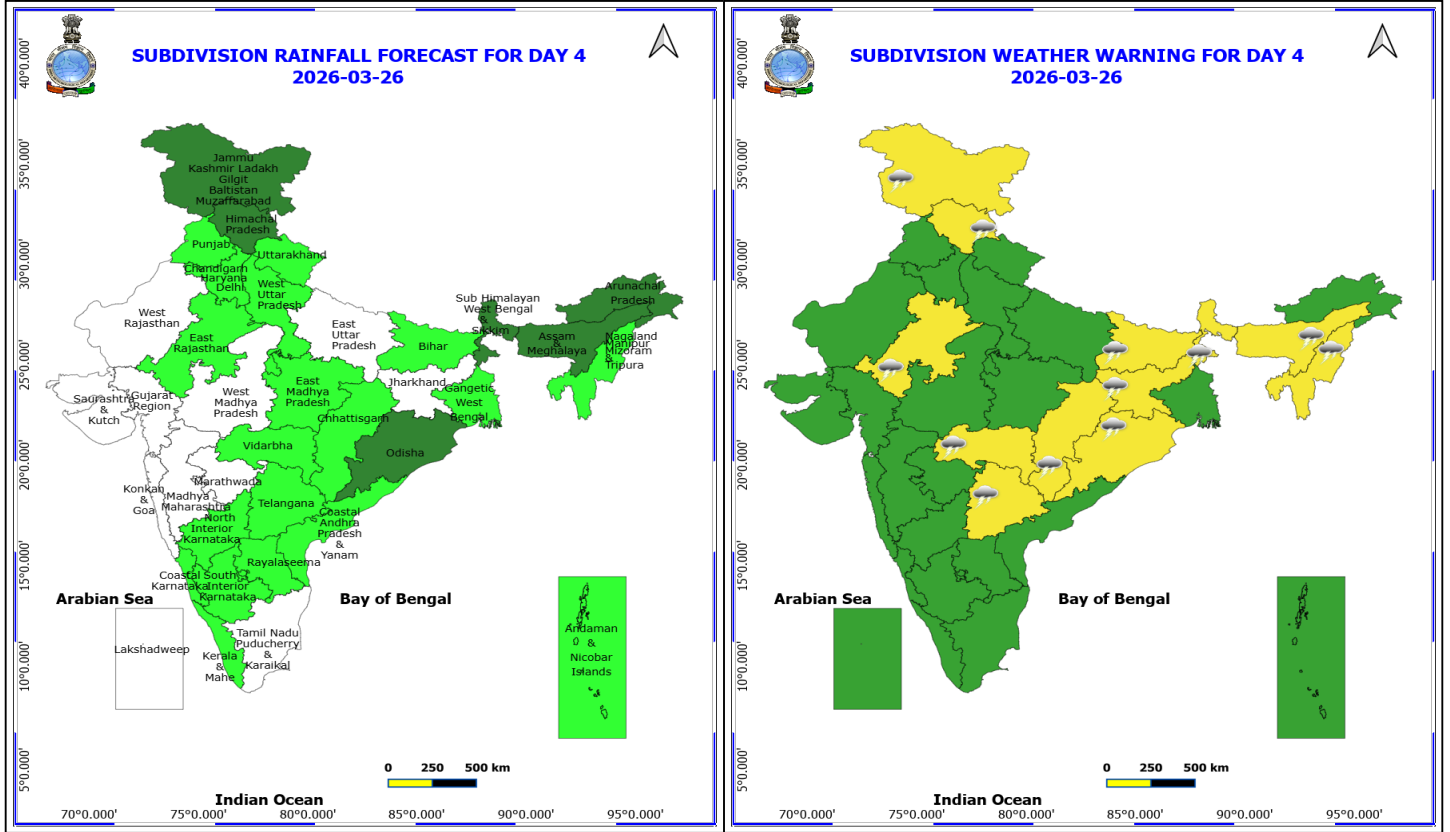 SUBDIVISION RAINFALL FORECAST FOR DAY 4
2026-03-26
40°0.000'
35°0.000'
30°0.000'
25°0.000'
20°0.000'
15°0.000'
10°0.000'
5°0.000'
Jammu
Kashmir Ladakh
Gilgit
Baltistan
Muzaffarabad
Himachal
Pradesh
Punjab
Uttarakhand
Chandigarh
Haryana
Delhi
West
Uttar
Pradesh
West
Rajasthan
East
Rajasthan
East
Uttar
Pradesh
Bihar
Sub Himalayan
West Bengal
&
Sikkim
Arunachal
Pradesh
Assam
&
Meghalaya
Nagaland
Manipur
Mizoram
&
Tripura
Saurashtra
&
Kutch
Gujarat
Region
West
Madhya
Pradesh
East
Madhya
Pradesh
Jharkhand
Gangetic
West
Bengal
Chhattisgarh
Vidarbha
Odisha
Konkan
&
Goa
Madhya
Maharashtra
Marathwada
Telangana
North
Interior
Karnataka
Coastal
Andhra
Pradesh
&
Yanam
Rayalaseema
Coastal
Karnataka
South
Interior
Karnataka
Arabian Sea
Bay of Bengal
Lakshadweep
Kerala
&
Mahe
Tamil Nadu
Puducherry
&
Karaikal
Andaman
&
Nicobar
Islands
0 250 500 km
Indian Ocean
70°0.000' 75°0.000' 80°0.000' 85°0.000' 90°0.000' 95°0.000'
SUBDIVISION WEATHER WARNING FOR DAY 4
2026-03-26
40°0.000'
35°0.000'
30°0.000'
25°0.000'
20°0.000'
15°0.000'
10°0.000'
5°0.000'
Arabian Sea
Bay of Bengal
0 250 500 km
Indian Ocean
70°0.000' 75°0.000' 80°0.000' 85°0.000' 90°0.000' 95°0.000'